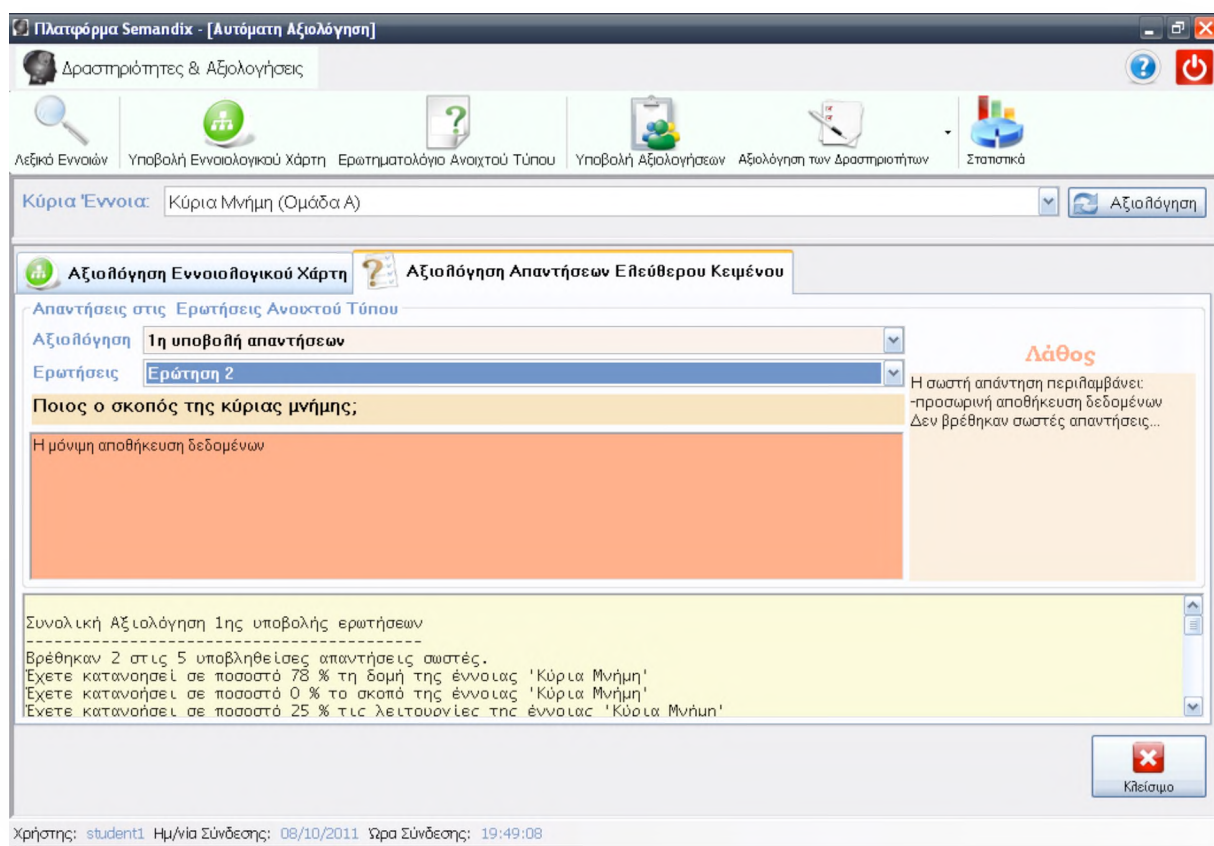 Πλατφόρμα Semandix - [Αυτόματη Αξιολόγηση]
Δραστηριότητες & Αξιολογήσεις
Λεξικό Εννοιών Υποβολή Εννοιολογικού Χάρτη Ερωτηματολόγιο Ανοιχτού Τύπου Υποβολή Αξιολογήσεων Αξιολόγηση των Δραστηριοτήτων Στατιστικά
Κύρια Έννοια: Κύρια Μνήμη (Ομάδα Α) Αξιολόγηση
Αξιολόγηση Εννοιολογικού Χάρτη Αξιολόγηση Απαντήσεων Ελεύθερου Κειμένου
Απαντήσεις στις Ερωτήσεις Ανοιχτού Τύπου
Αξιολόγηση 1η υποβολή απαντήσεων
Ερωτήσεις Ερώτηση 2
Ποιος ο σκοπός της κύριας μνήμης;
Η μόνιμη αποθήκευση δεδομένων
Λάθος
Η σωστή απάντηση περιλαμβάνει:
-προσωρινή αποθήκευση δεδομένων
Δεν βρέθηκαν σωστές απαντήσεις...
Συνολική Αξιολόγηση 1ης υποβολής ερωτήσεων
------------------------------------------
Βρέθηκαν 2 στις 5 υποβληθείσες απαντήσεις σωστές.
Έχετε κατανοησεί σε ποσοστό 78 % τη δομή της έννοιας 'Κύρια Μνήμη'
Έχετε κατανοήσει σε ποσοστό 0 % το σκοπό της έννοιας 'Κύρια Μνήμη'
Έχετε κατανοήσει σε ποσοστό 25 % τις λειτουργίες της έννοιας 'Κύρια Μνήμη'
Κλείσιμο
Χρήστης: student1 Ημ/νία Σύνδεσης: 08/10/2011 Ώρα Σύνδεσης: 19:49:08